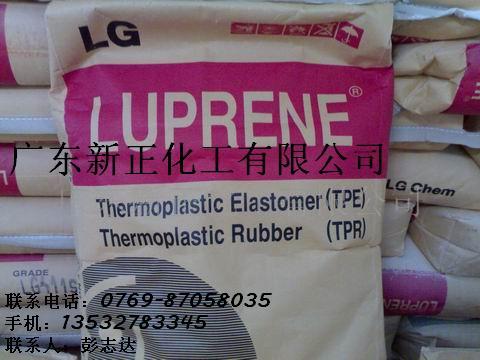 LG
LUPRENE®
广东新正化工有限公司
Thermoplastic Elastomer (TPE)
LG Chem
Thermoplastic Rubber (TPR)
GRADE
联系电话：0769-87058035
LUPRENE
手机：13532783345
联系人：彭志达